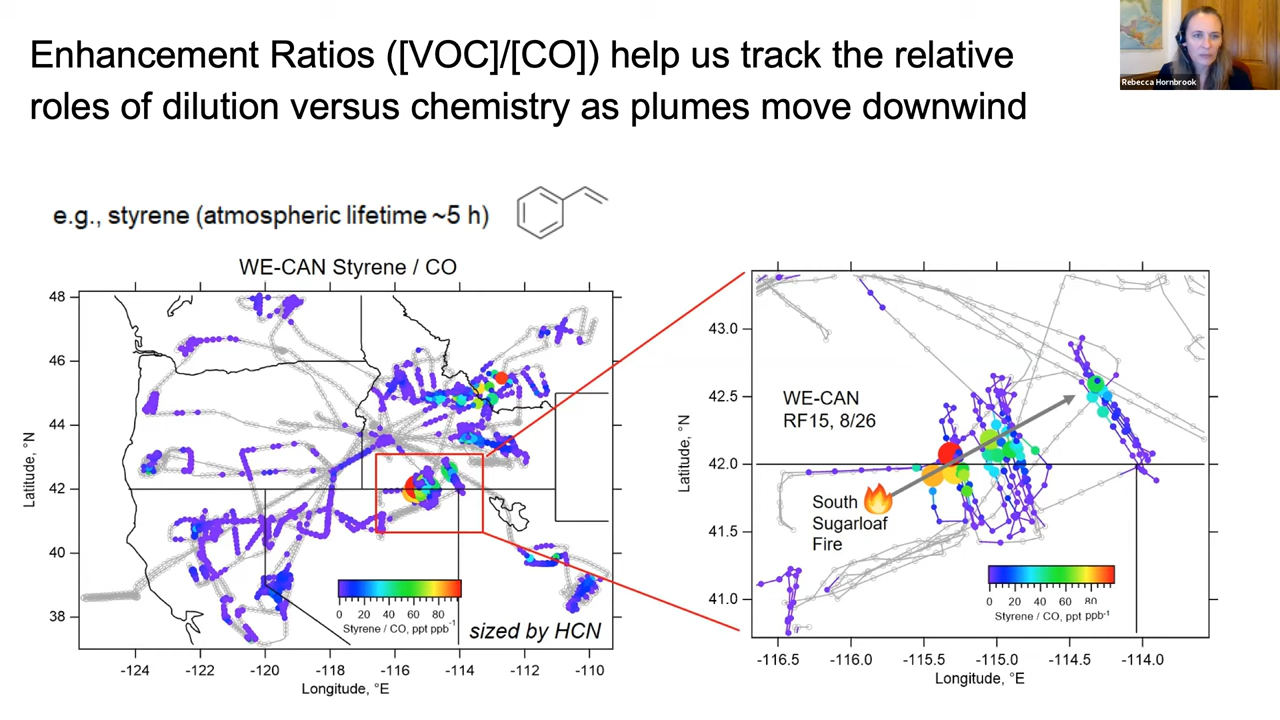 Enhancement Ratios ([VOC]/[CO]) help us track the relative
roles of dilution versus chemistry as plumes move downwind
Rebecca Hornbrook
e.g., styrene (atmospheric lifetime ~5 h)
WE-CAN Styrene / CO
48
46
44
42
40
38
Latitude, °N
-124
-122
-120
-118
-116
-114
-112
-110
Longitude, °E
0 20 40 60 80
Styrene / CO, ppt ppb-1
sized by HCN
43.0
42.5
42.0
41.5
41.0
Latitude, °N
WE-CAN
RF15, 8/26
South
Sugarloaf
Fire
0 20 40 60 80
Styrene / CO, ppt ppb-1
-116.5
-116.0
-115.5
-115.0
-114.5
-114.0
Longitude, °E